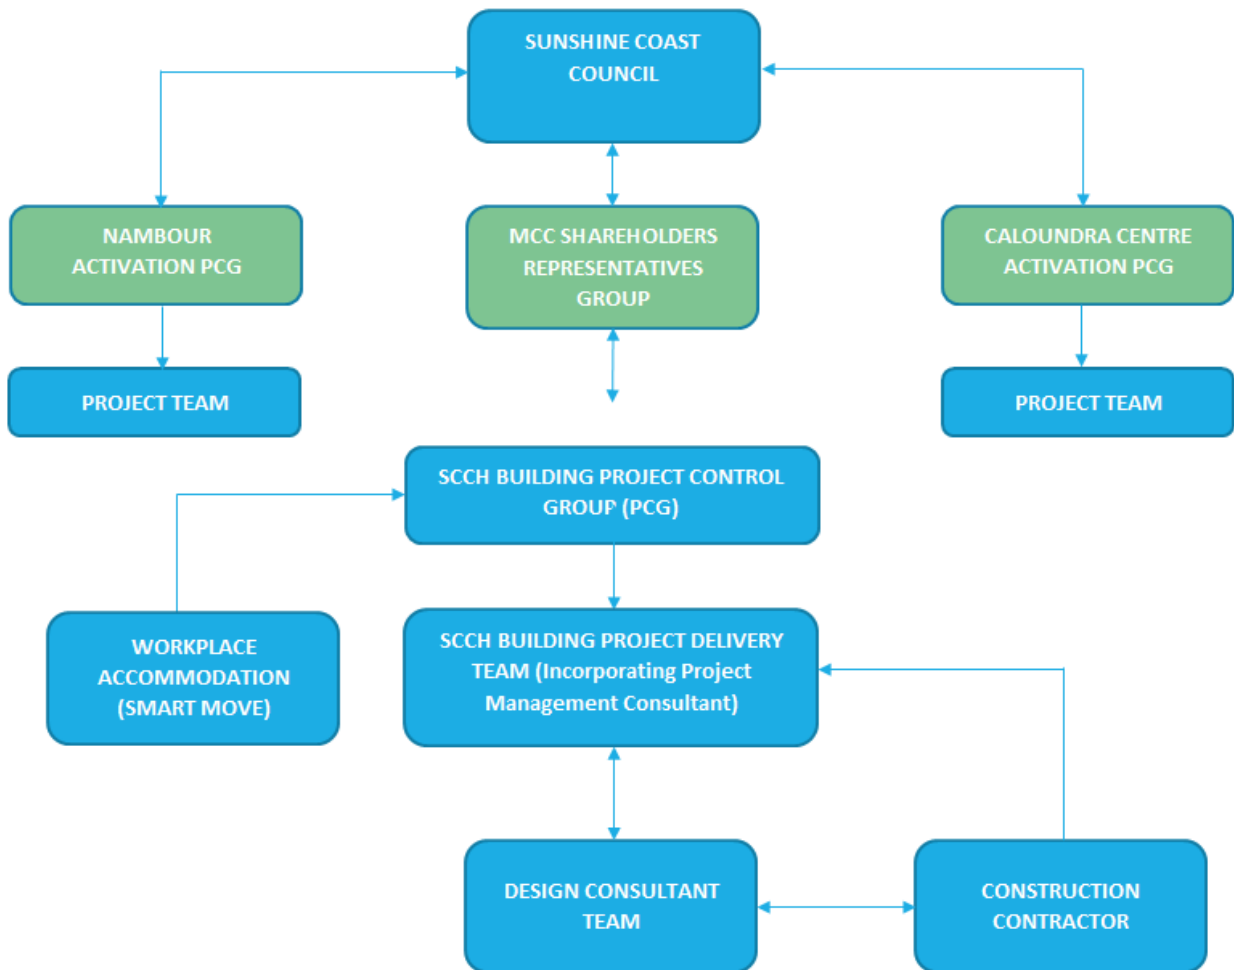 SUNSHINE COAST
COUNCIL
NAMBOUR
ACTIVATION PCG
MCC SHAREHOLDERS
REPRESENTATIVES
GROUP
CALOUNDRA CENTRE
ACTIVATION PCG
PROJECT TEAM
PROJECT TEAM
SCCH BUILDING PROJECT CONTROL
GROUP (PCG)
WORKPLACE
ACCOMMODATION
(SMART MOVE)
SCCH BUILDING PROJECT DELIVERY
TEAM (Incorporating Project
Management Consultant)
DESIGN CONSULTANT
TEAM
CONSTRUCTION
CONTRACTOR